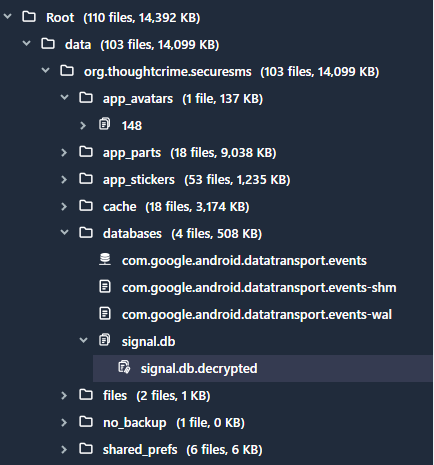 Root (110 files, 14,392 KB)
data (103 files, 14,099 KB)
org.thoughtcrime.securesms (103 files, 14,099 KB)
app_avatars (1 file, 137 KB)
148
app_parts (18 files, 9,038 KB)
app_stickers (53 files, 1,235 KB)
cache (18 files, 3,174 KB)
databases (4 files, 508 KB)
com.google.android.datatransport.events
com.google.android.datatransport.events-shm
com.google.android.datatransport.events-wal
signal.db
signal.db.decrypted
files (2 files, 1 KB)
no_backup (1 file, 0 KB)
shared_prefs (6 files, 6 KB)